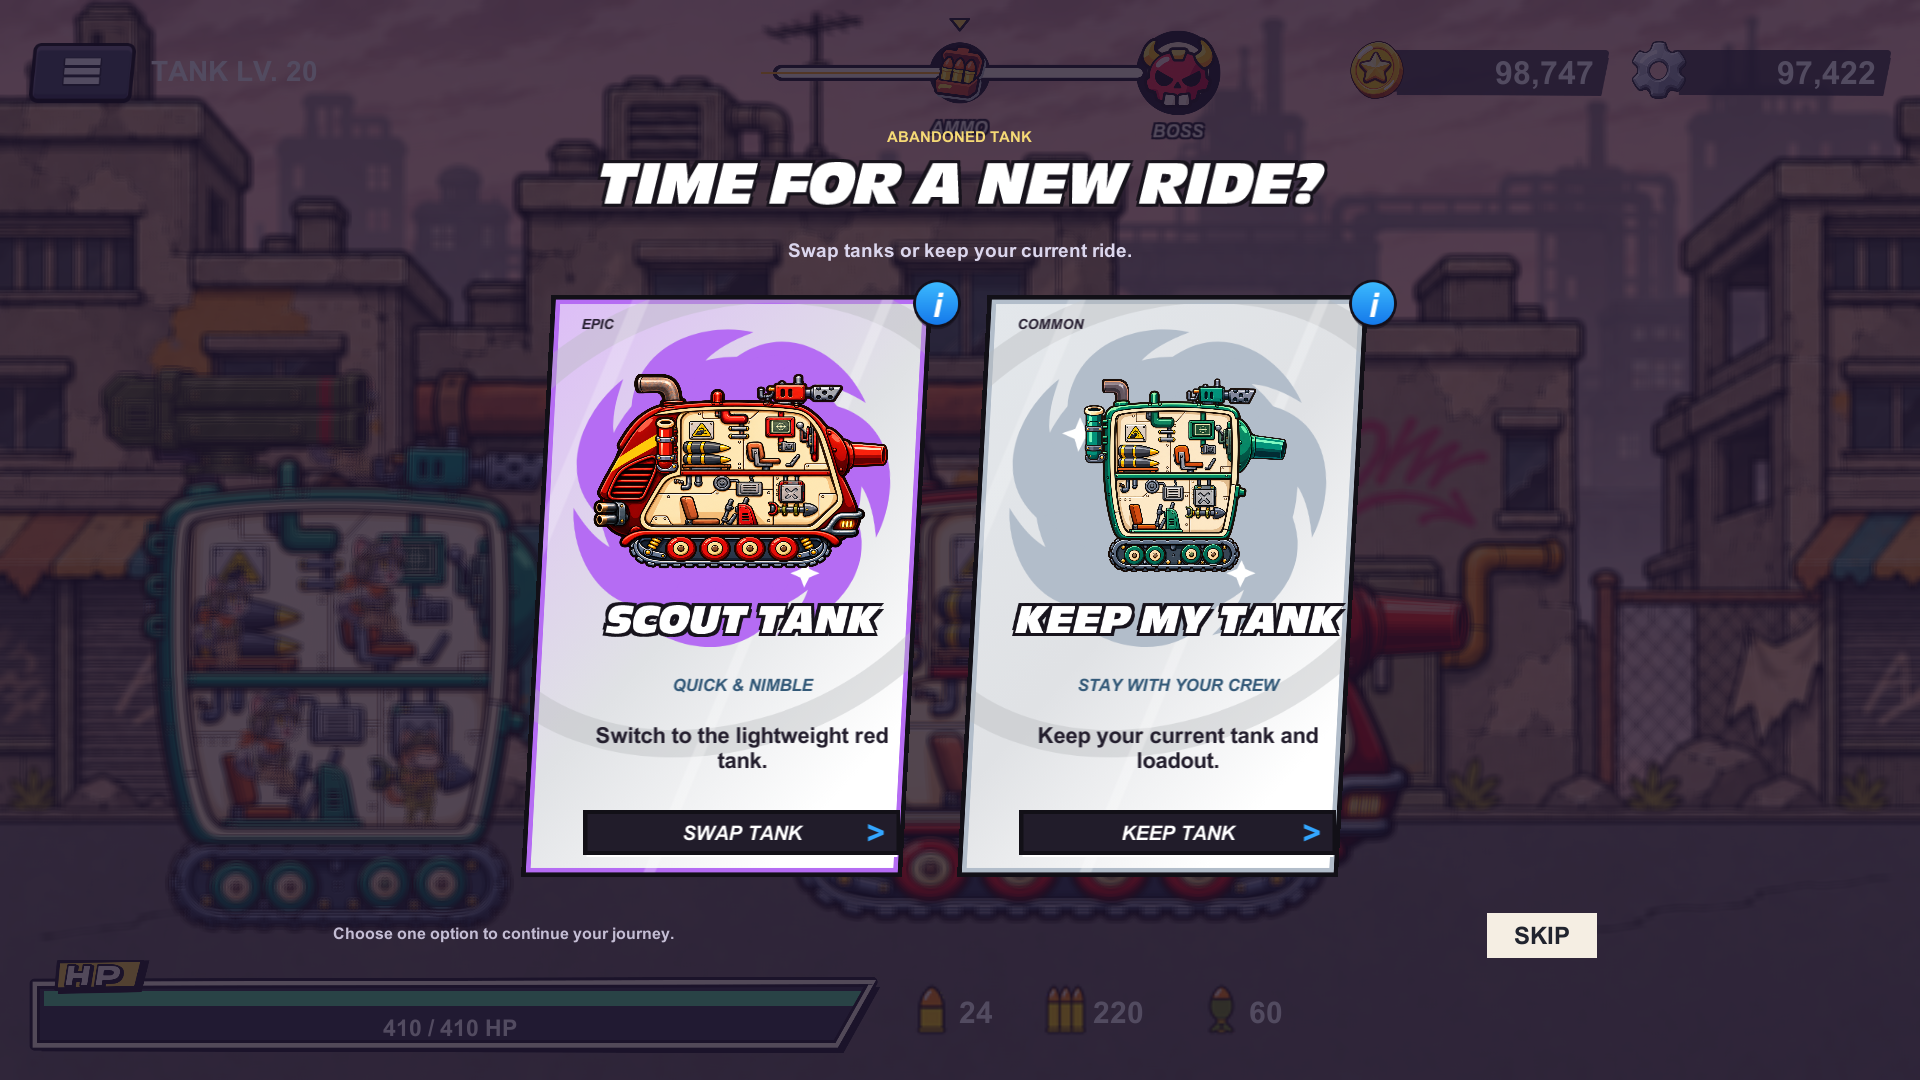 TANK LV. 20
98,747
97,422
AMMO
BOSS
ABANDONED TANK
TIME FOR A NEW RIDE?
Swap tanks or keep your current ride.
EPIC
i
SCOUT TANK
QUICK & NIMBLE
Switch to the lightweight red
tank.
SWAP TANK >
COMMON
i
KEEP MY TANK
STAY WITH YOUR CREW
Keep your current tank and
loadout.
KEEP TANK >
Choose one option to continue your journey.
SKIP
HP
410 / 410 HP
24
220
60